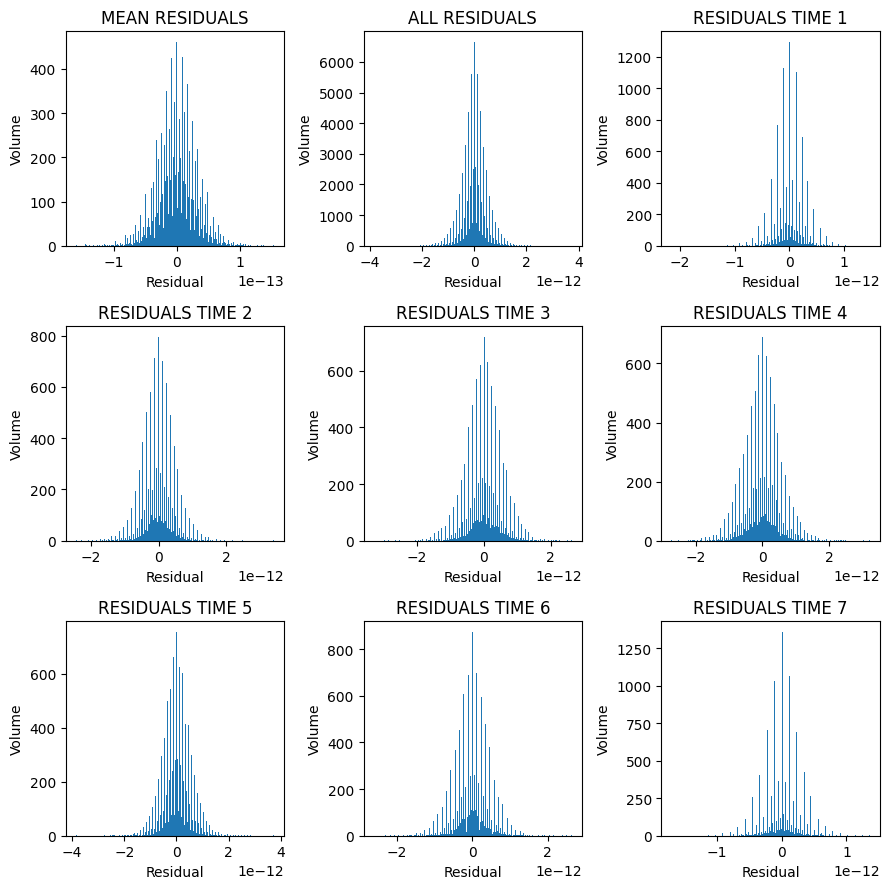 MEAN RESIDUALS
Volume
400
300
200
100
0
−1
0
1
Residual
1e−13
ALL RESIDUALS
Volume
6000
5000
4000
3000
2000
1000
0
−4
−2
0
2
4
Residual
1e−12
RESIDUALS TIME 1
Volume
1200
1000
800
600
400
200
0
−2
−1
0
1
Residual
1e−12
RESIDUALS TIME 2
Volume
800
600
400
200
0
−2
0
2
Residual
1e−12
RESIDUALS TIME 3
Volume
600
400
200
0
−2
0
2
Residual
1e−12
RESIDUALS TIME 4
Volume
600
400
200
0
−2
0
2
Residual
1e−12
RESIDUALS TIME 5
Volume
600
400
200
0
−4
−2
0
2
4
Residual
1e−12
RESIDUALS TIME 6
Volume
800
600
400
200
0
−2
0
2
Residual
1e−12
RESIDUALS TIME 7
Volume
1250
1000
750
500
250
0
−1
0
1
Residual
1e−12